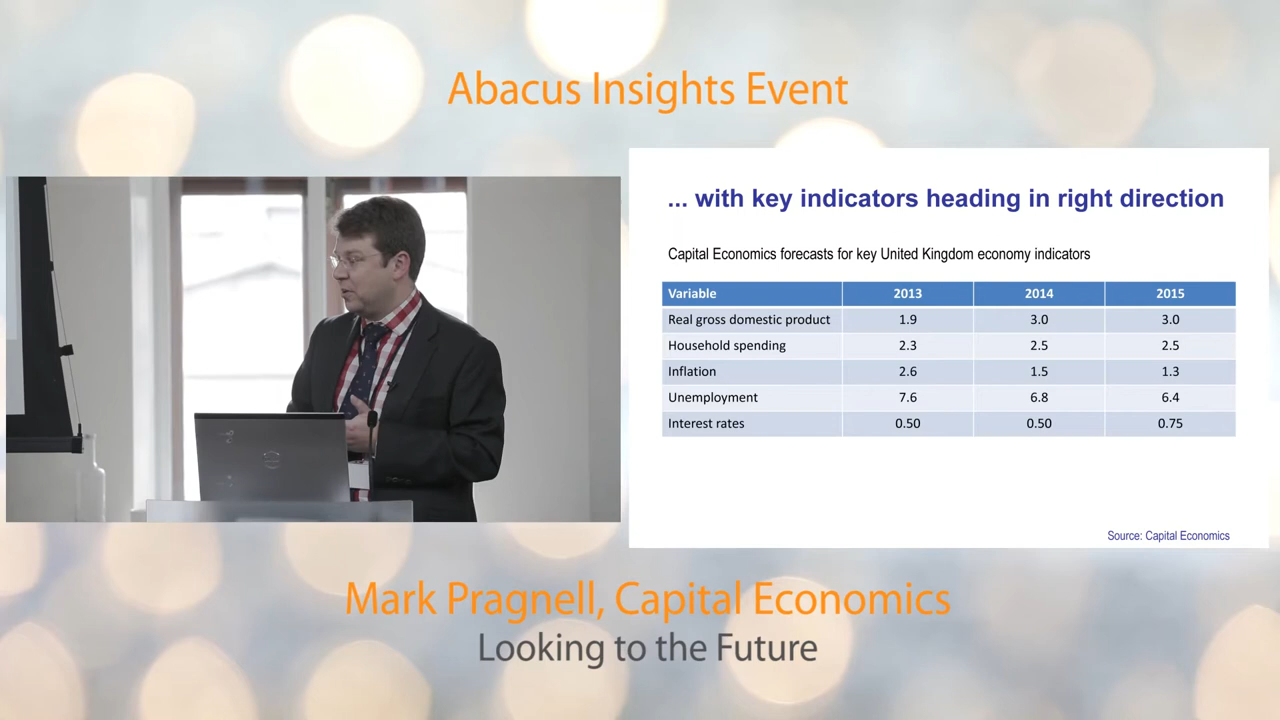 Abacus Insights Event
... with key indicators heading in right direction
Capital Economics forecasts for key United Kingdom economy indicators
Variable 2013 2014 2015
Real gross domestic product 1.9 3.0 3.0
Household spending 2.3 2.5 2.5
Inflation 2.6 1.5 1.3
Unemployment 7.6 6.8 6.4
Interest rates 0.50 0.50 0.75
Source: Capital Economics
Mark Pragnell, Capital Economics
Looking to the Future